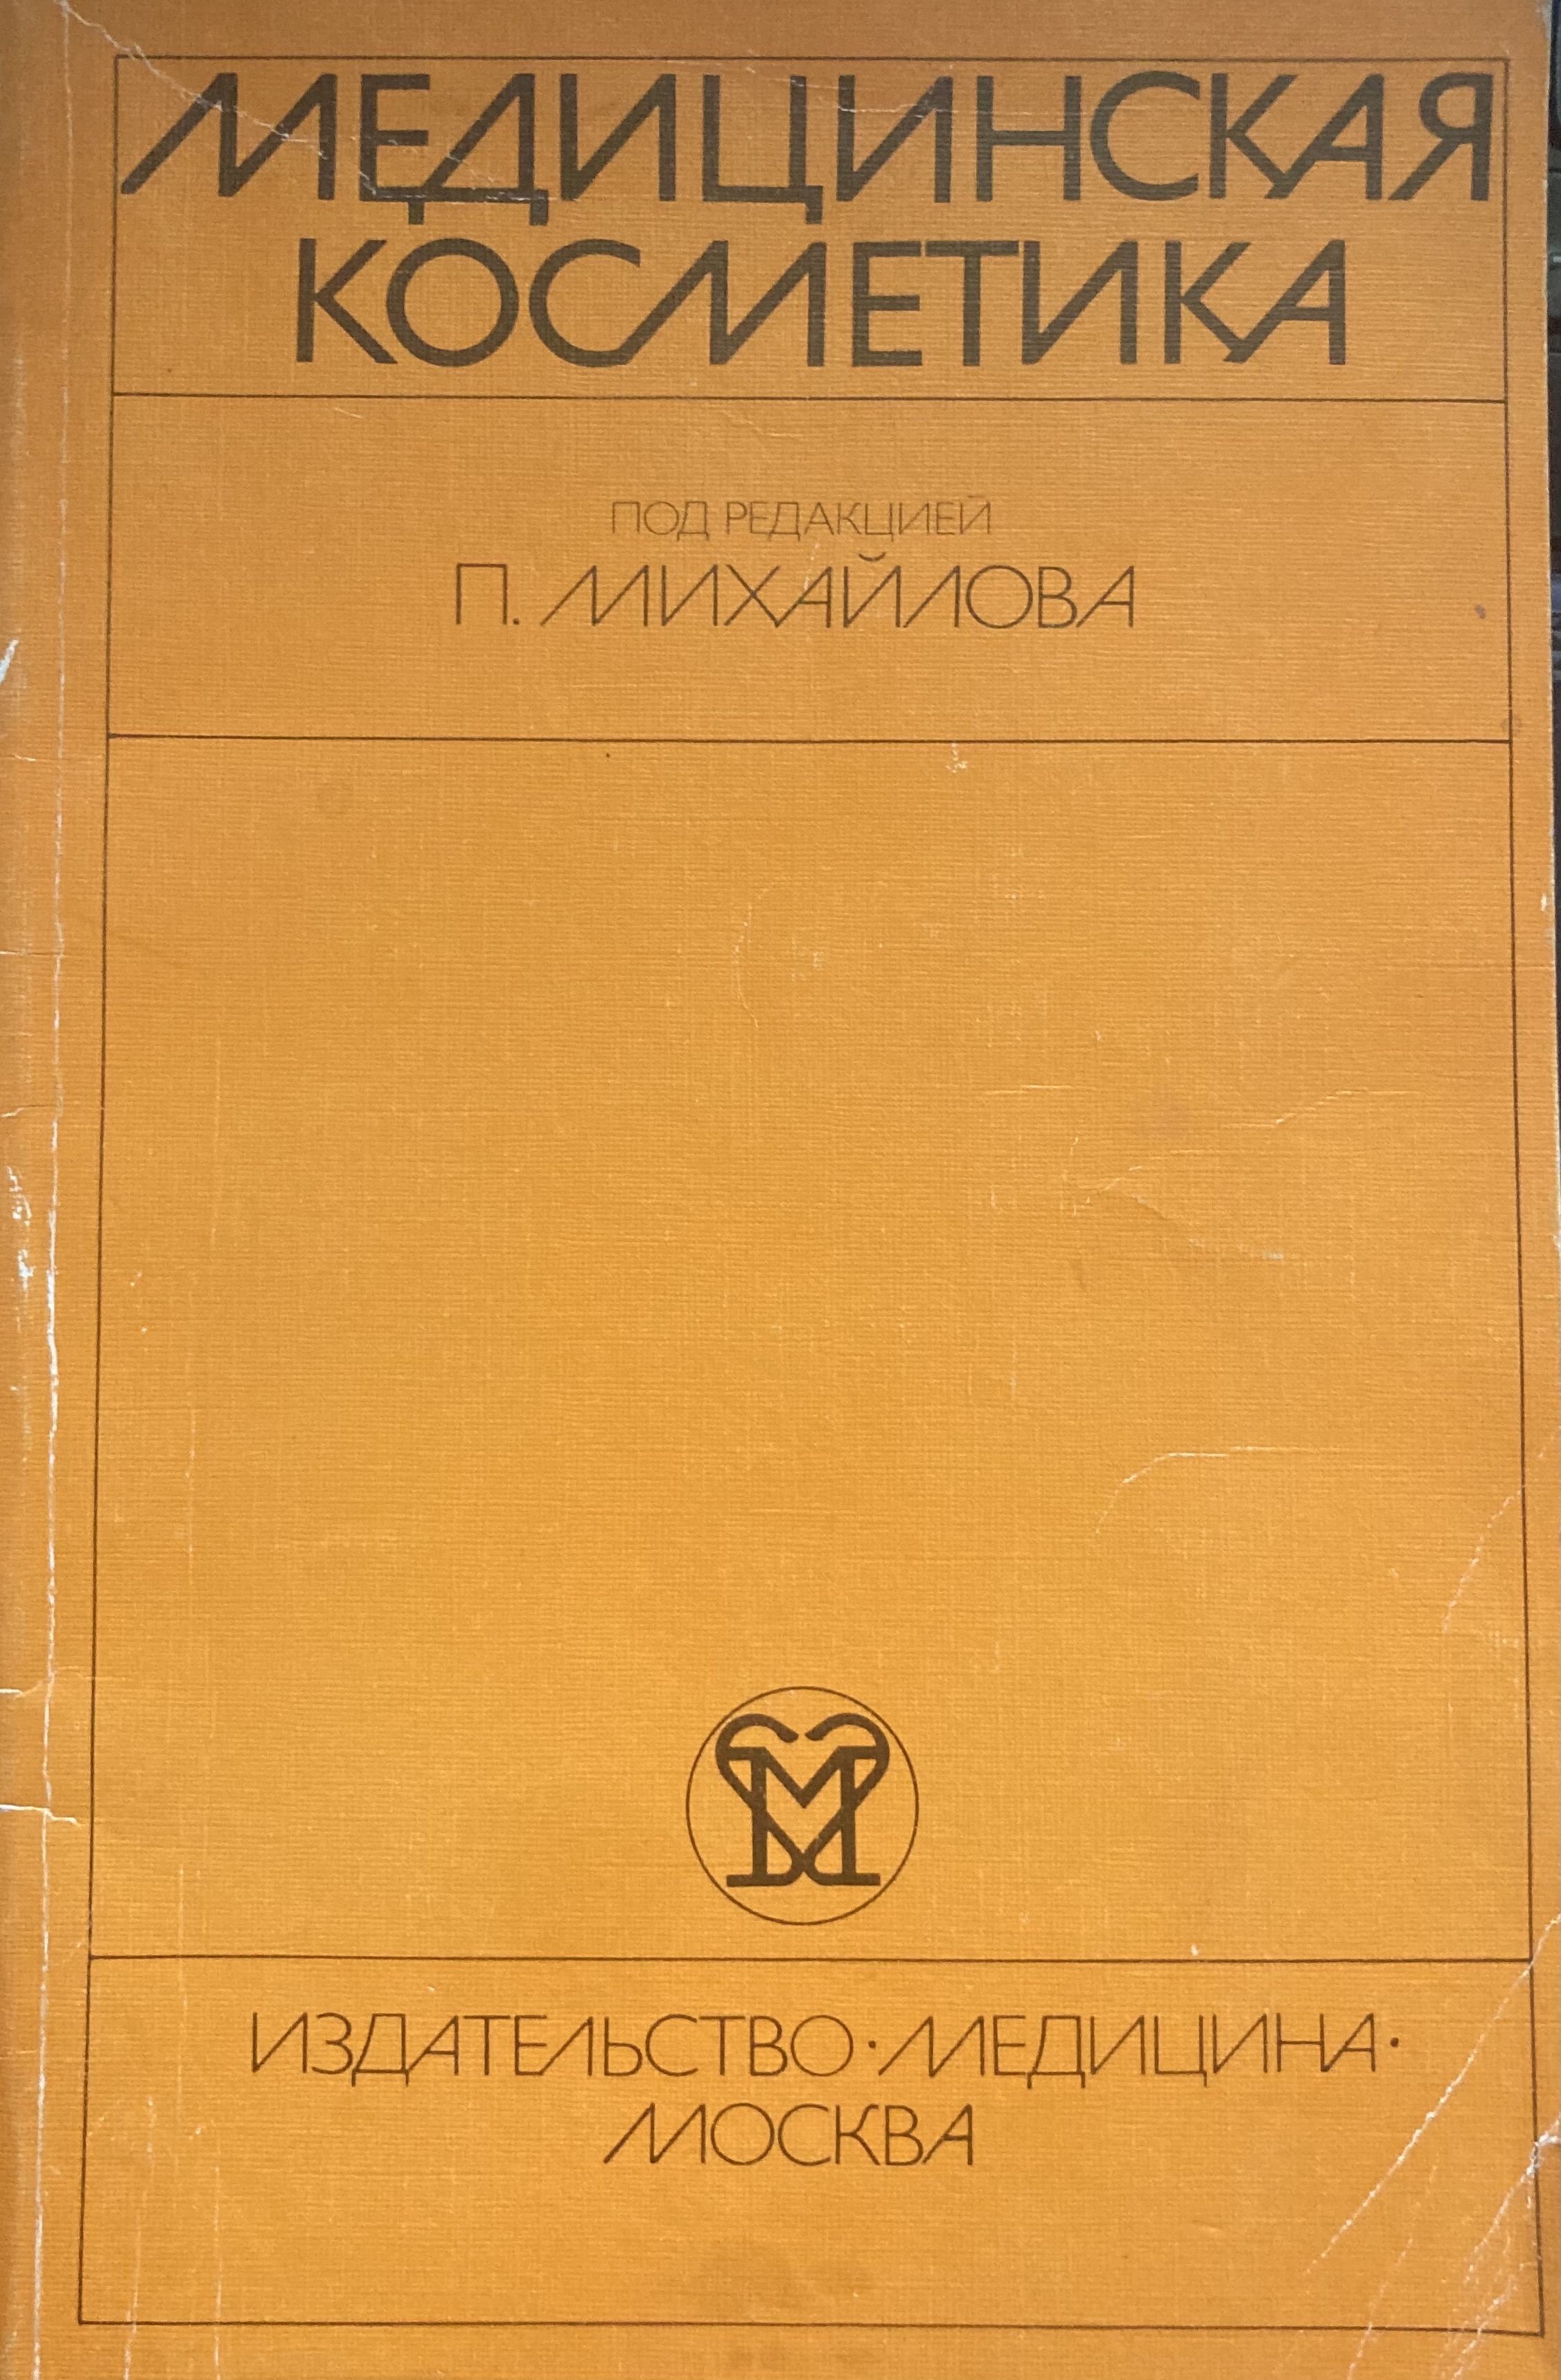 МЕДИЦИНСКАЯ
КОСМЕТИКА
ПОД РЕДАКЦИЕЙ
П. МИХАЙЛОВА
М
ИЗДАТЕЛЬСТВО·МЕДИЦИНА·
МОСКВА